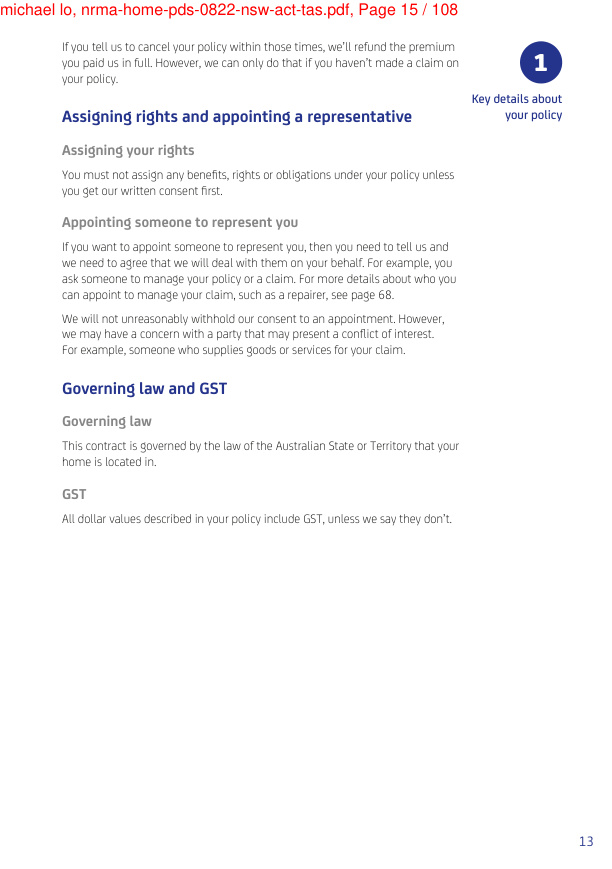 michael lo, nrma-home-pds-0822-nsw-act-tas.pdf, Page 15 / 108
If you tell us to cancel your policy within those times, we'll refund the premium
you paid us in full. However, we can only do that if you haven't made a claim on
your policy.
1
Key details about
your policy
Assigning rights and appointing a representative
Assigning your rights
You must not assign any benefits, rights or obligations under your policy unless
you get our written consent first.
Appointing someone to represent you
If you want to appoint someone to represent you, then you need to tell us and
we need to agree that we will deal with them on your behalf. For example, you
ask someone to manage your policy or a claim. For more details about who you
can appoint to manage your claim, such as a repairer, see page 68.
We will not unreasonably withhold our consent to an appointment. However,
we may have a concern with a party that may present a conflict of interest.
For example, someone who supplies goods or services for your claim.
Governing law and GST
Governing law
This contract is governed by the law of the Australian State or Territory that your
home is located in.
GST
All dollar values described in your policy include GST, unless we say they don't.
13